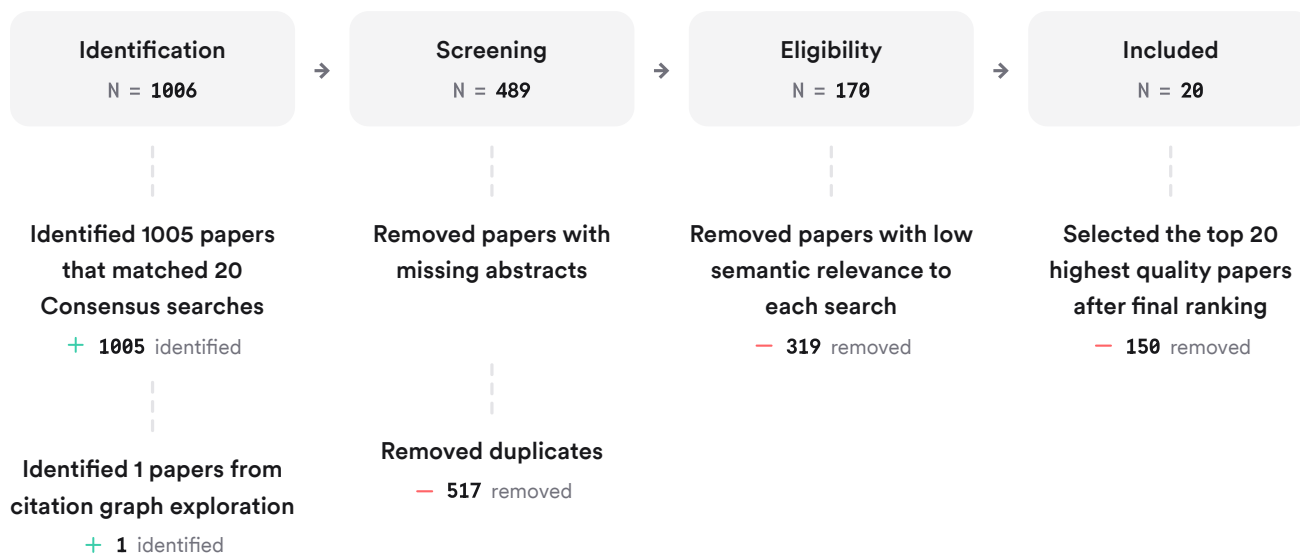 Identification
N = 1006
Screening
N = 489
Eligibility
N = 170
Included
N = 20
Identified 1005 papers
that matched 20
Consensus searches
+ 1005 identified
Identified 1 papers from
citation graph exploration
+ 1 identified
Removed papers with
missing abstracts
Removed duplicates
− 517 removed
Removed papers with low
semantic relevance to
each search
− 319 removed
Selected the top 20
highest quality papers
after final ranking
− 150 removed